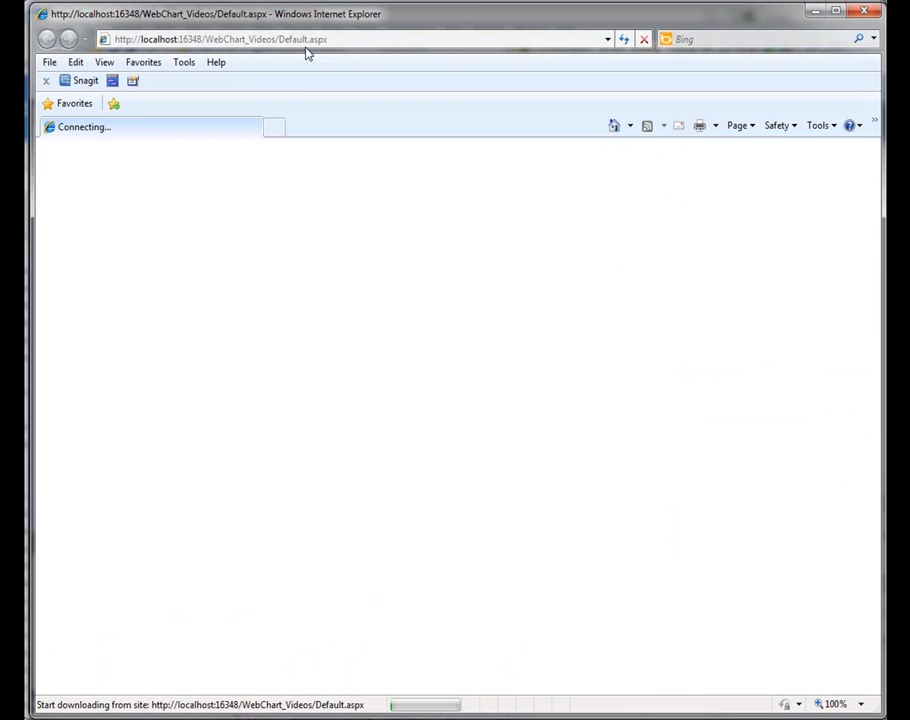 http://localhost:16348/WebChart_Videos/Default.aspx - Windows Internet Explorer
http://localhost:16348/WebChart_Videos/Default.aspx
Bing
File Edit View Favorites Tools Help
x Snagit
Favorites
Connecting...
Page Safety Tools »
Start downloading from site: http://localhost:16348/WebChart_Videos/Default.aspx
100%